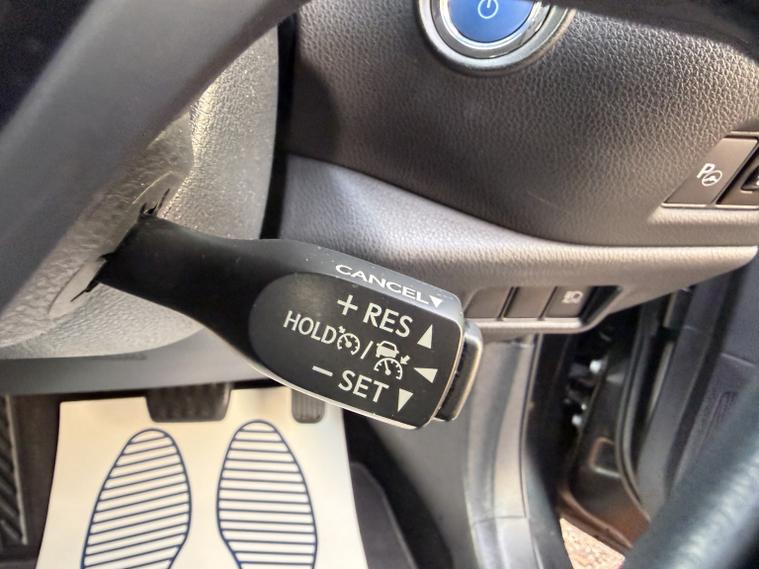 CANCEL▼
+ RES ▲
HOLD /
− SET ▼
P